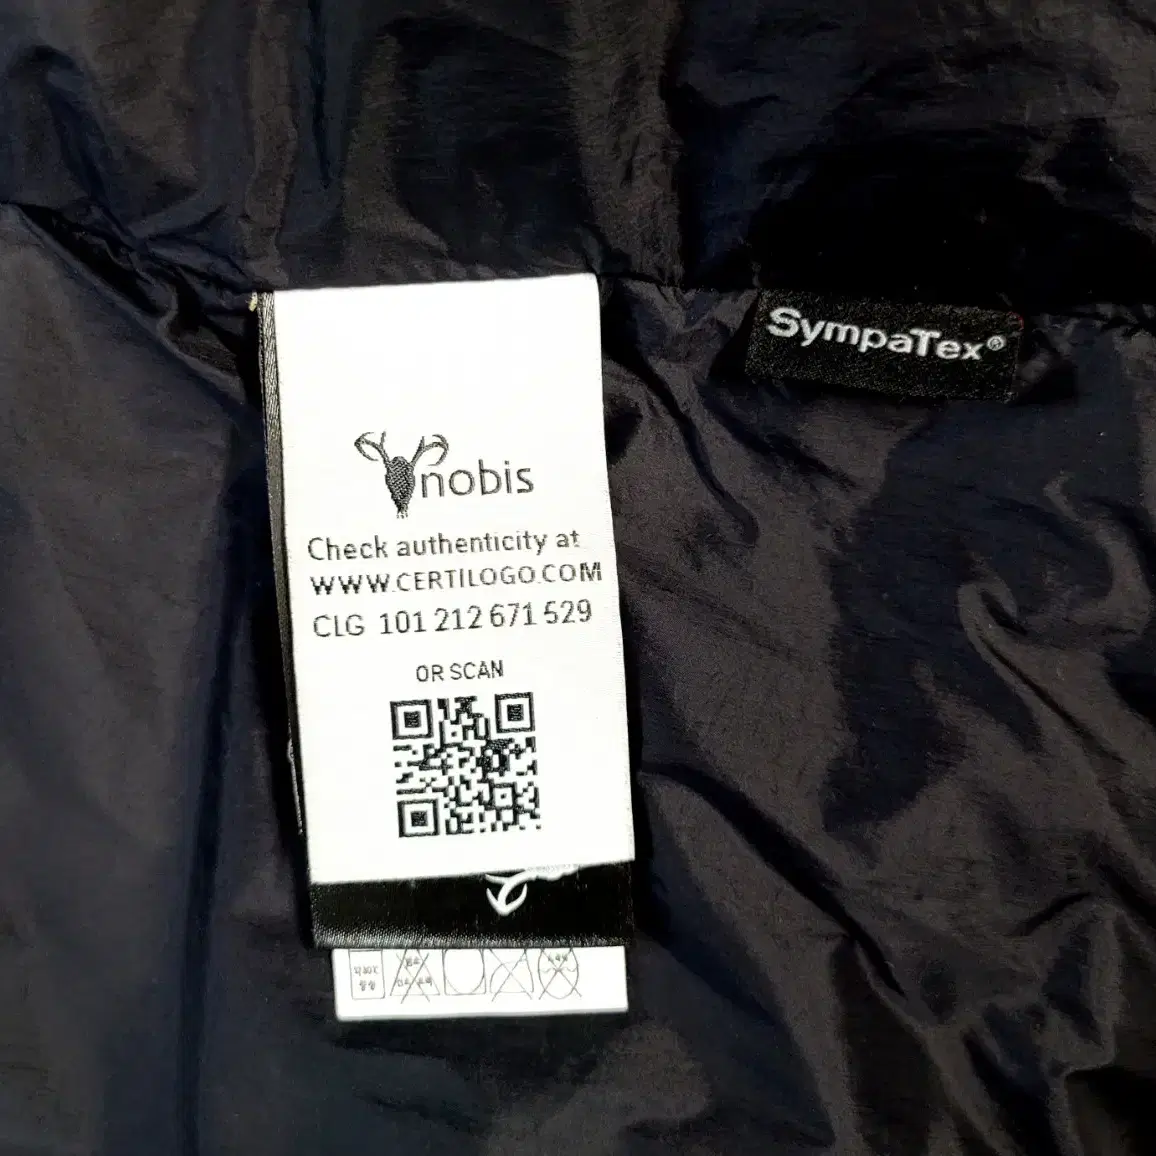 SympaTex®
nobis
Check authenticity at
WWW.CERTILOGO.COM
CLG 101 212 671 529
OR SCAN